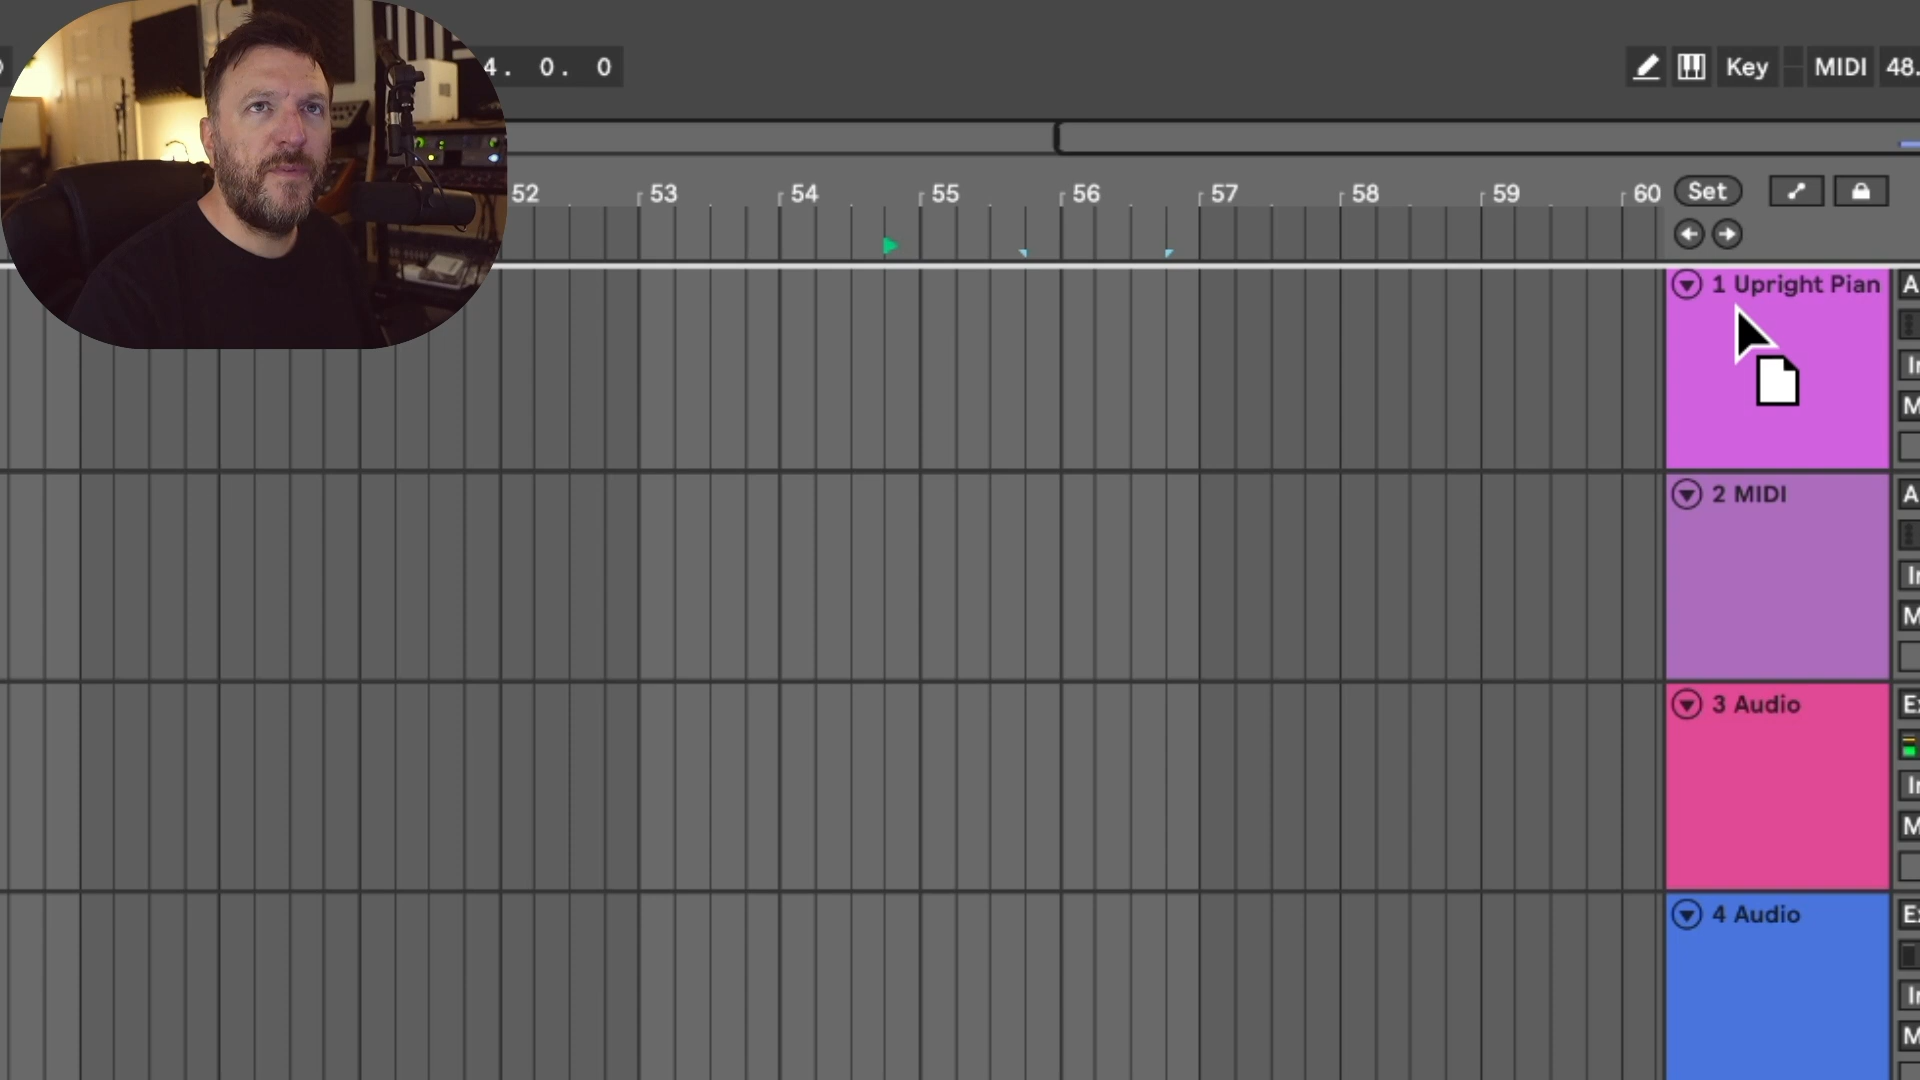 4. 0. 0 Key MIDI 48.
52 53 54 55 56 57 58 59 60 Set
1 Upright Pian
2 MIDI
3 Audio
4 Audio